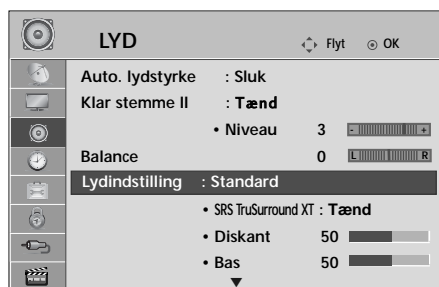 LYD Flyt OK
Auto. lydstyrke : Sluk
Klar stemme II : Tænd
• Niveau 3 - +
Balance 0 L R
Lydindstilling : Standard
• SRS TruSurround XT : Tænd
• Diskant 50
• Bas 50